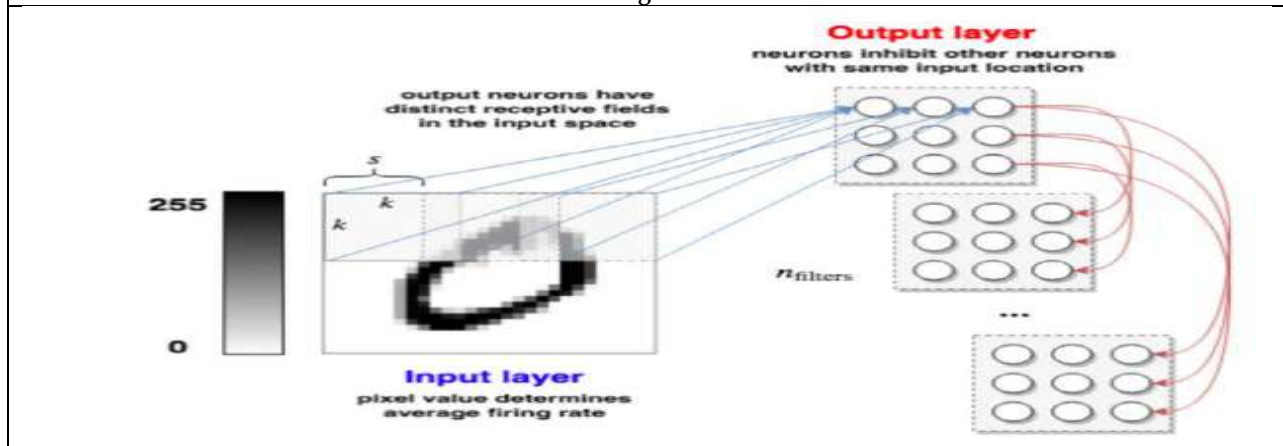 Output layer
neurons inhibit other neurons
with same input location
output neurons have
distinct receptive fields
in the input space
s
k
k
255
0
n_filters
...
Input layer
pixel value determines
average firing rate